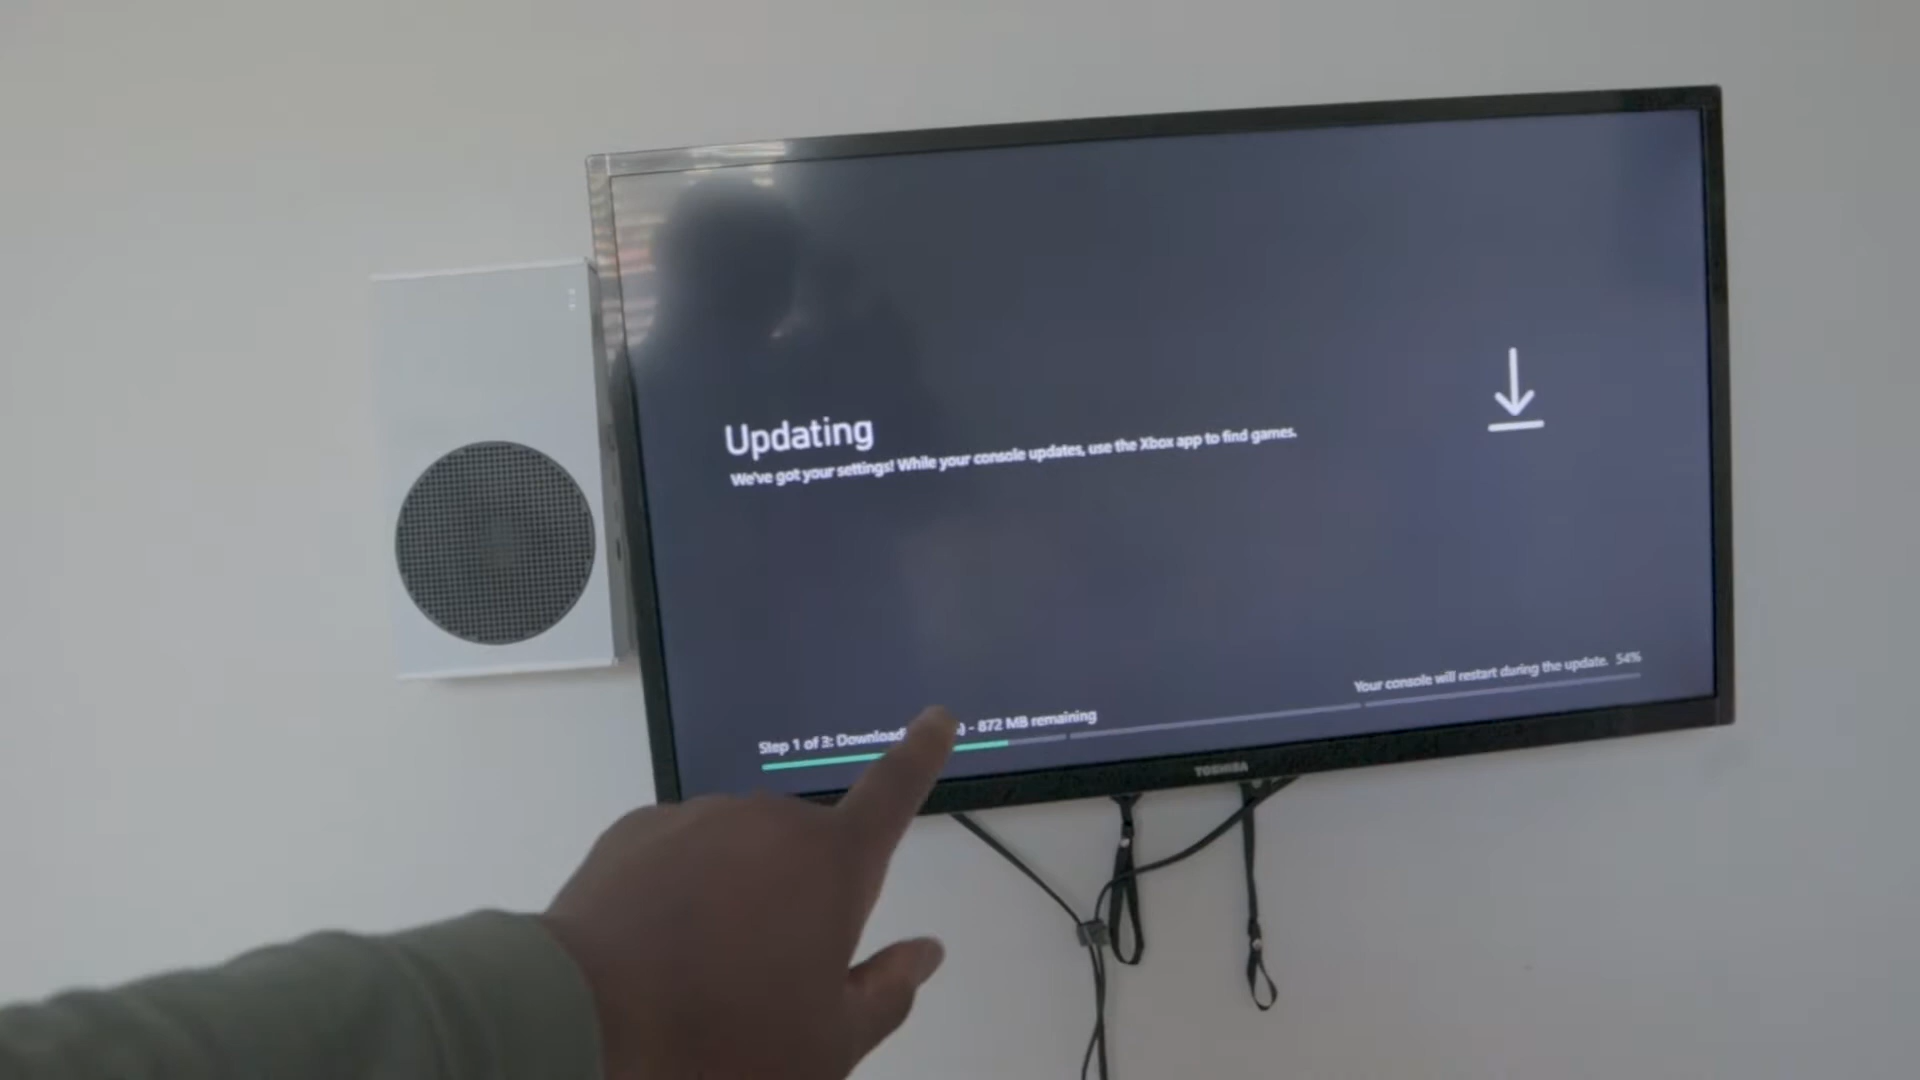 Updating
We've got your settings! While your console updates, use the Xbox app to find games.
Your console will restart during the update. 54%
Step 1 of 3: - 872 MB remaining
TOSHIBA